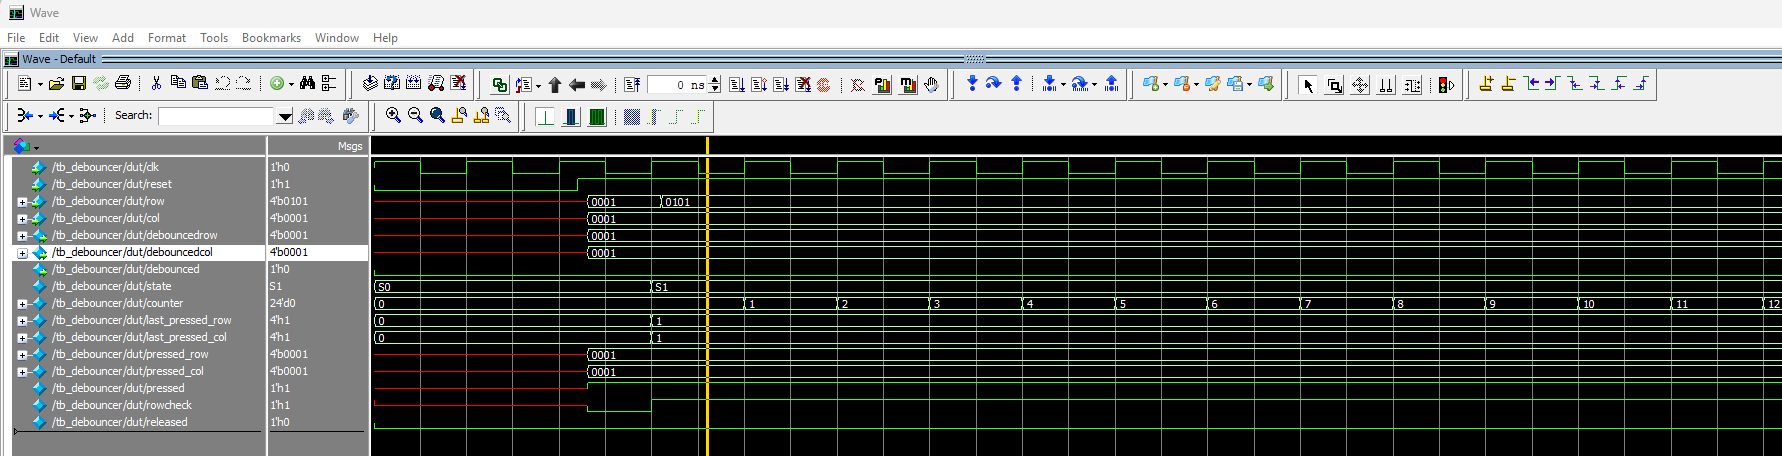 Wave
File Edit View Add Format Tools Bookmarks Window Help
Wave - Default
0 ns
Search:
Msgs
/tb_debouncer/dut/clk 1'h0
/tb_debouncer/dut/reset 1'h1
/tb_debouncer/dut/row 4'b0101 0001 0101
/tb_debouncer/dut/col 4'b0001 0001
/tb_debouncer/dut/debouncedrow 4'b0001 0001
/tb_debouncer/dut/debouncedcol 4'b0001 0001
/tb_debouncer/dut/debounced 1'h0
/tb_debouncer/dut/state S1 S0 S1
/tb_debouncer/dut/counter 24'd0 0 1 2 3 4 5 6 7 8 9 10 11 12
/tb_debouncer/dut/last_pressed_row 4'h1 0 1
/tb_debouncer/dut/last_pressed_col 4'h1 0 1
/tb_debouncer/dut/pressed_row 4'b0001 0001
/tb_debouncer/dut/pressed_col 4'b0001 0001
/tb_debouncer/dut/pressed 1'h1
/tb_debouncer/dut/rowcheck 1'h1
/tb_debouncer/dut/released 1'h0